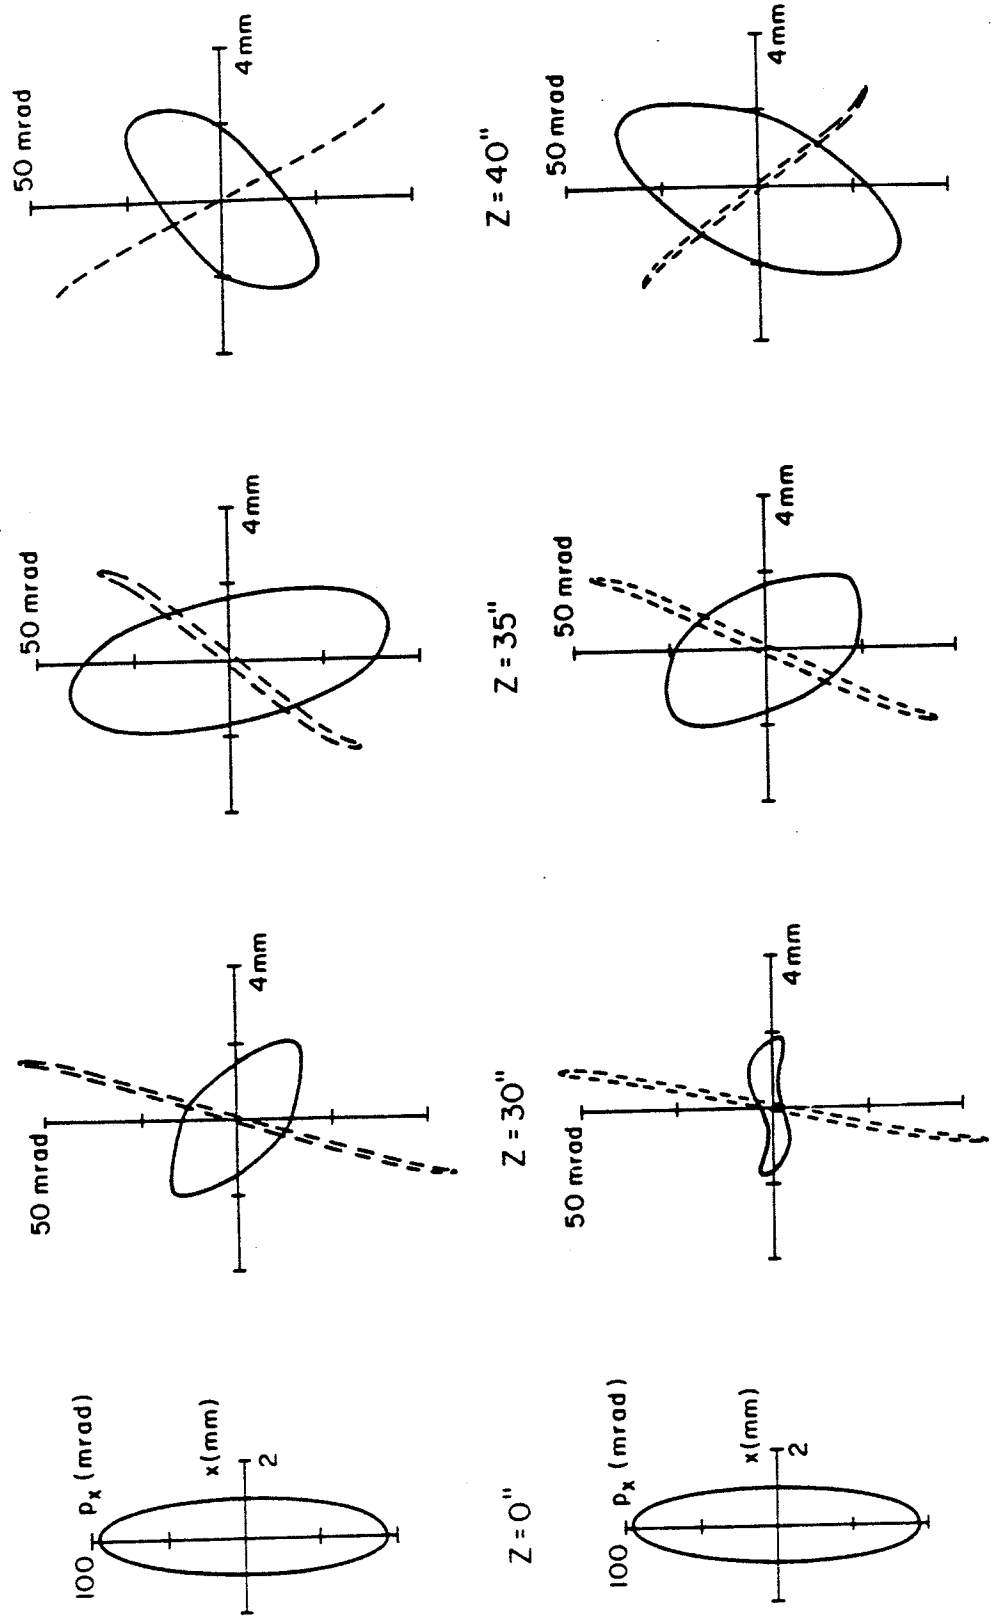 50 mrad
4mm
Z = 40"
50 mrad
4mm
50 mrad
4mm
Z = 35"
50 mrad
4mm
50 mrad
4mm
Z = 30"
50 mrad
4mm
100 pₓ (mrad)
x(mm)
2
Z = 0"
100 pₓ (mrad)
x(mm)
2